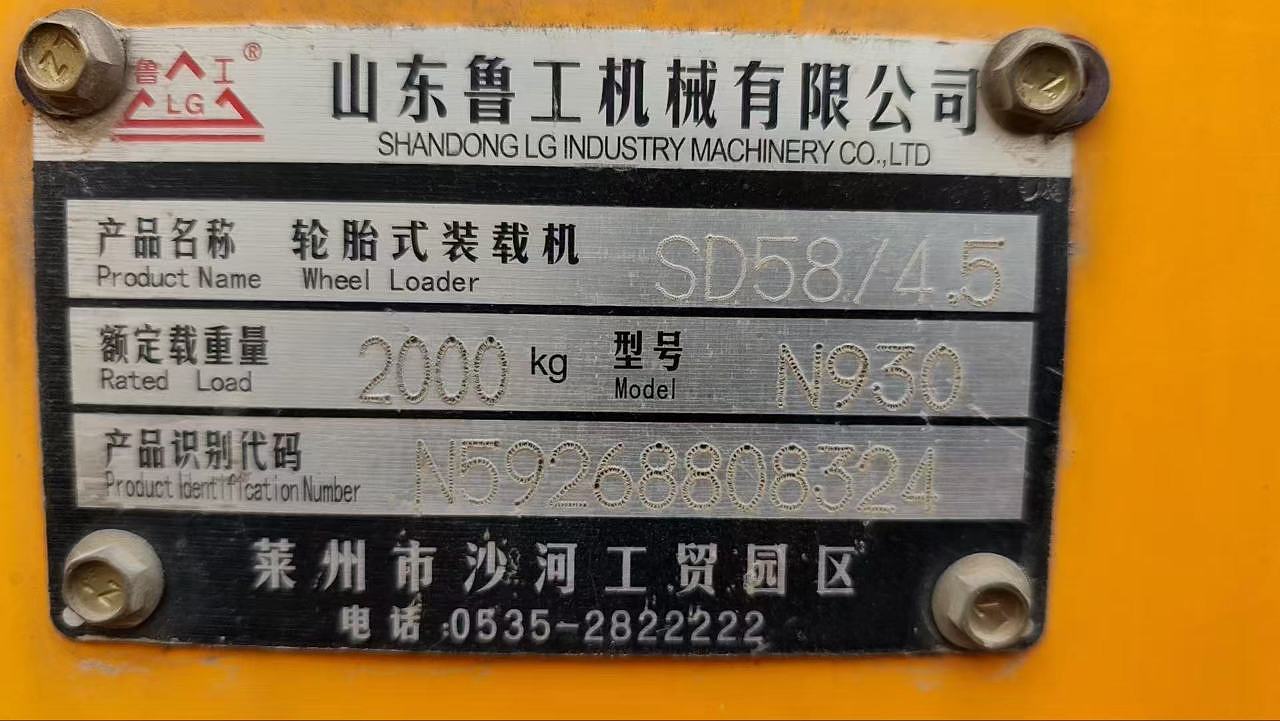 鲁工®
LG
山东鲁工机械有限公司
SHANDONG LG INDUSTRY MACHINERY CO.,LTD
产品名称 轮胎式装载机 SD58/4.5
Product Name Wheel Loader
额定载重量 2000 kg 型号 N930
Rated Load Model
产品识别代码 N59268808324
Product Identification Number
莱州市沙河工贸园区
电话:0535-2822222